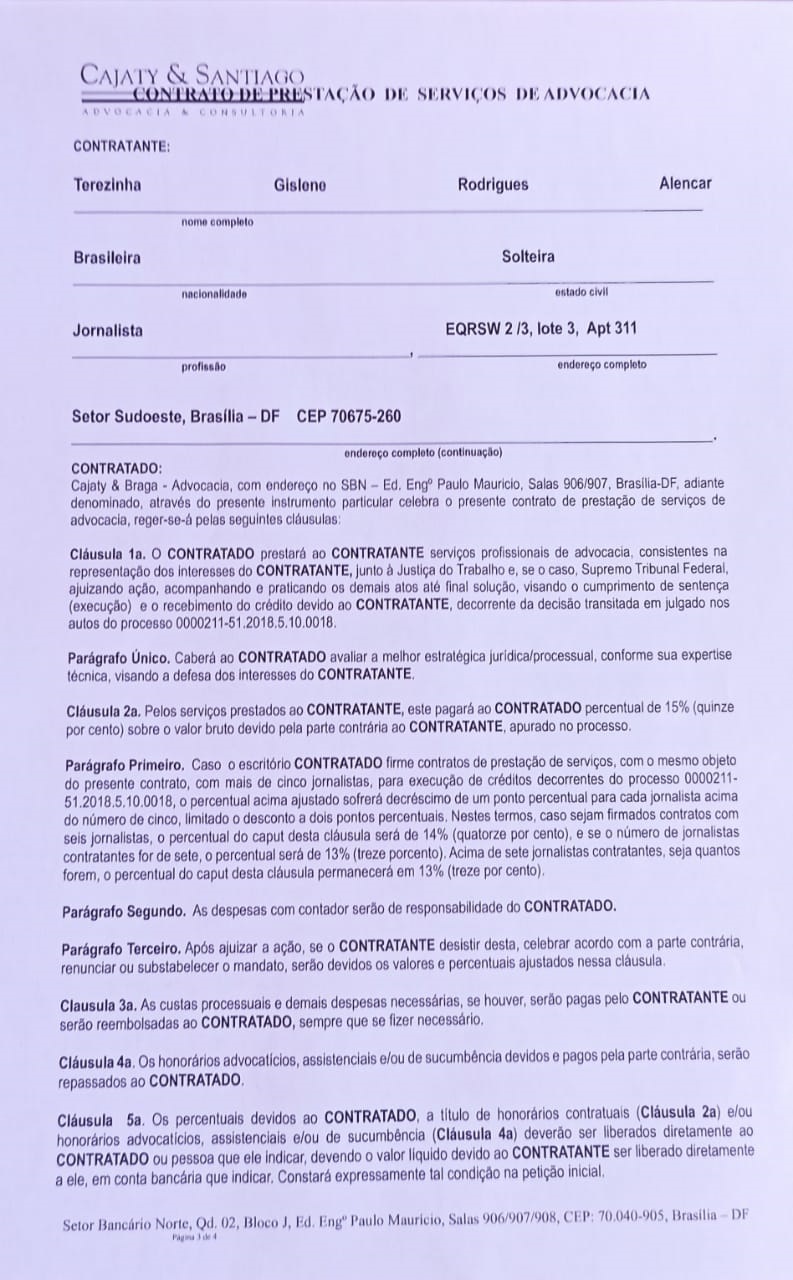 CAJATY & SANTIAGO
CONTRATO DE PRESTAÇÃO DE SERVIÇOS DE ADVOCACIA
ADVOCACIA & CONSULTORIA
CONTRATANTE:
Terezinha Gislene Rodrigues Alencar
nome completo
Brasileira Solteira
nacionalidade estado civil
Jornalista EQRSW 2 /3, lote 3, Apt 311
,
profissão endereço completo
Setor Sudoeste, Brasília – DF CEP 70675-260
.
endereço completo (continuação)
CONTRATADO:
Cajaty & Braga - Advocacia, com endereço no SBN – Ed. Engº Paulo Mauricio, Salas 906/907, Brasília-DF, adiante
denominado, através do presente instrumento particular celebra o presente contrato de prestação de serviços de
advocacia, reger-se-á pelas seguintes cláusulas:
Cláusula 1a. O CONTRATADO prestará ao CONTRATANTE serviços profissionais de advocacia, consistentes na
representação dos interesses do CONTRATANTE, junto à Justiça do Trabalho e, se o caso, Supremo Tribunal Federal,
ajuizando ação, acompanhando e praticando os demais atos até final solução, visando o cumprimento de sentença
(execução) e o recebimento do crédito devido ao CONTRATANTE, decorrente da decisão transitada em julgado nos
autos do processo 0000211-51.2018.5.10.0018.
Parágrafo Único. Caberá ao CONTRATADO avaliar a melhor estratégica jurídica/processual, conforme sua expertise
técnica, visando a defesa dos interesses do CONTRATANTE.
Cláusula 2a. Pelos serviços prestados ao CONTRATANTE, este pagará ao CONTRATADO percentual de 15% (quinze
por cento) sobre o valor bruto devido pela parte contrária ao CONTRATANTE, apurado no processo.
Parágrafo Primeiro. Caso o escritório CONTRATADO firme contratos de prestação de serviços, com o mesmo objeto
do presente contrato, com mais de cinco jornalistas, para execução de créditos decorrentes do processo 0000211-
51.2018.5.10.0018, o percentual acima ajustado sofrerá decréscimo de um ponto percentual para cada jornalista acima
do número de cinco, limitado o desconto a dois pontos percentuais. Nestes termos, caso sejam firmados contratos com
seis jornalistas, o percentual do caput desta cláusula será de 14% (quatorze por cento), e se o número de jornalistas
contratantes for de sete, o percentual será de 13% (treze porcento). Acima de sete jornalistas contratantes, seja quantos
forem, o percentual do caput desta cláusula permanecerá em 13% (treze por cento).
Parágrafo Segundo. As despesas com contador serão de responsabilidade do CONTRATADO.
Parágrafo Terceiro. Após ajuizar a ação, se o CONTRATANTE desistir desta, celebrar acordo com a parte contrária,
renunciar ou substabelecer o mandato, serão devidos os valores e percentuais ajustados nessa cláusula.
Clausula 3a. As custas processuais e demais despesas necessárias, se houver, serão pagas pelo CONTRATANTE ou
serão reembolsadas ao CONTRATADO, sempre que se fizer necessário.
Cláusula 4a. Os honorários advocatícios, assistenciais e/ou de sucumbência devidos e pagos pela parte contrária, serão
repassados ao CONTRATADO.
Cláusula 5a. Os percentuais devidos ao CONTRATADO, a título de honorários contratuais (Cláusula 2a) e/ou
honorários advocatícios, assistenciais e/ou de sucumbência (Cláusula 4a) deverão ser liberados diretamente ao
CONTRATADO ou pessoa que ele indicar, devendo o valor líquido devido ao CONTRATANTE ser liberado diretamente
a ele, em conta bancária que indicar. Constará expressamente tal condição na petição inicial.
Setor Bancário Norte, Qd. 02, Bloco J, Ed. Engº Paulo Mauricio, Salas 906/907/908, CEP: 70.040-905, Brasília – DF
Página 3 de 4